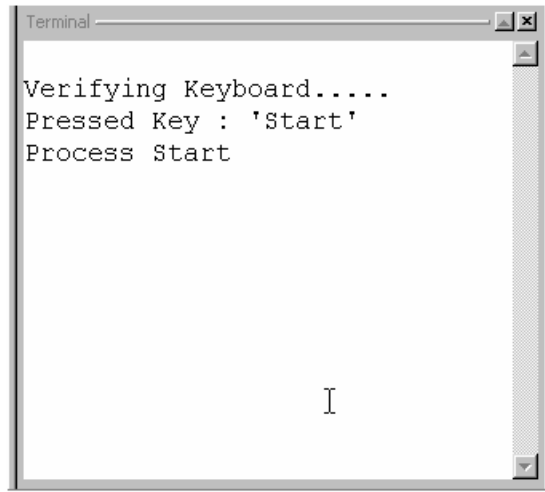 Terminal
Verifying Keyboard.....
Pressed Key : 'Start'
Process Start